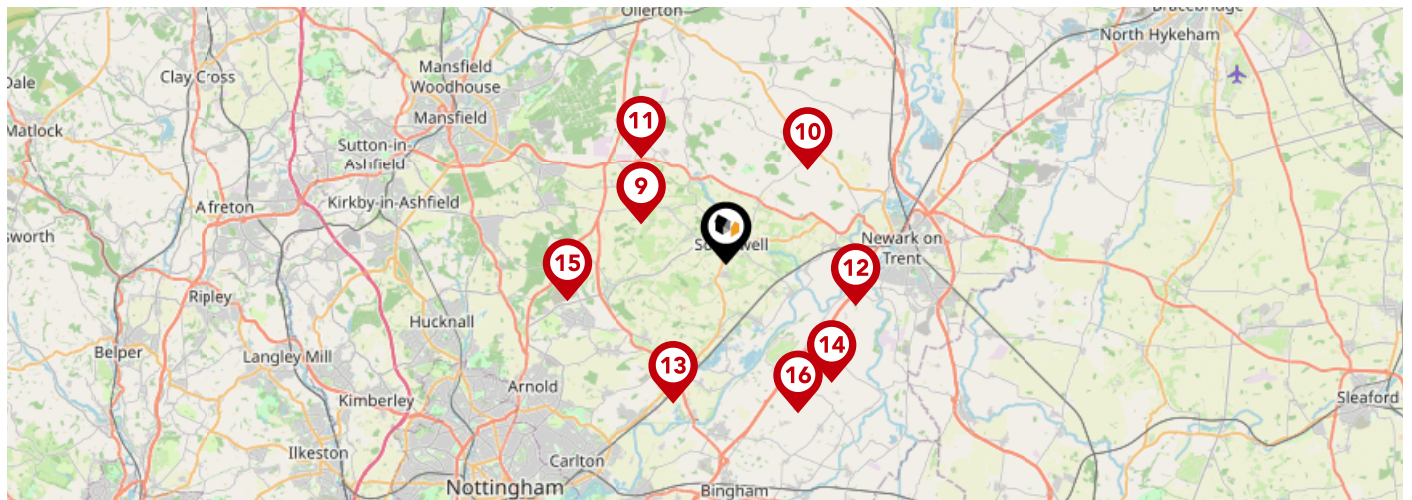 Ollerton
Bracebridge
North Hykeham
Clay Cross
Mansfield
Woodhouse
Dale
Mansfield
11
10
Matlock
Sutton-in-
Ashfield
9
Kirkby-in-Ashfield
Alfreton
sworth
Newark on
Trent
15
12
Ripley
Hucknall
14
Belper
Langley Mill
13
16
Arnold
Kimberley
Sleaford
Ilkeston
Carlton
Nottingham
Bingham